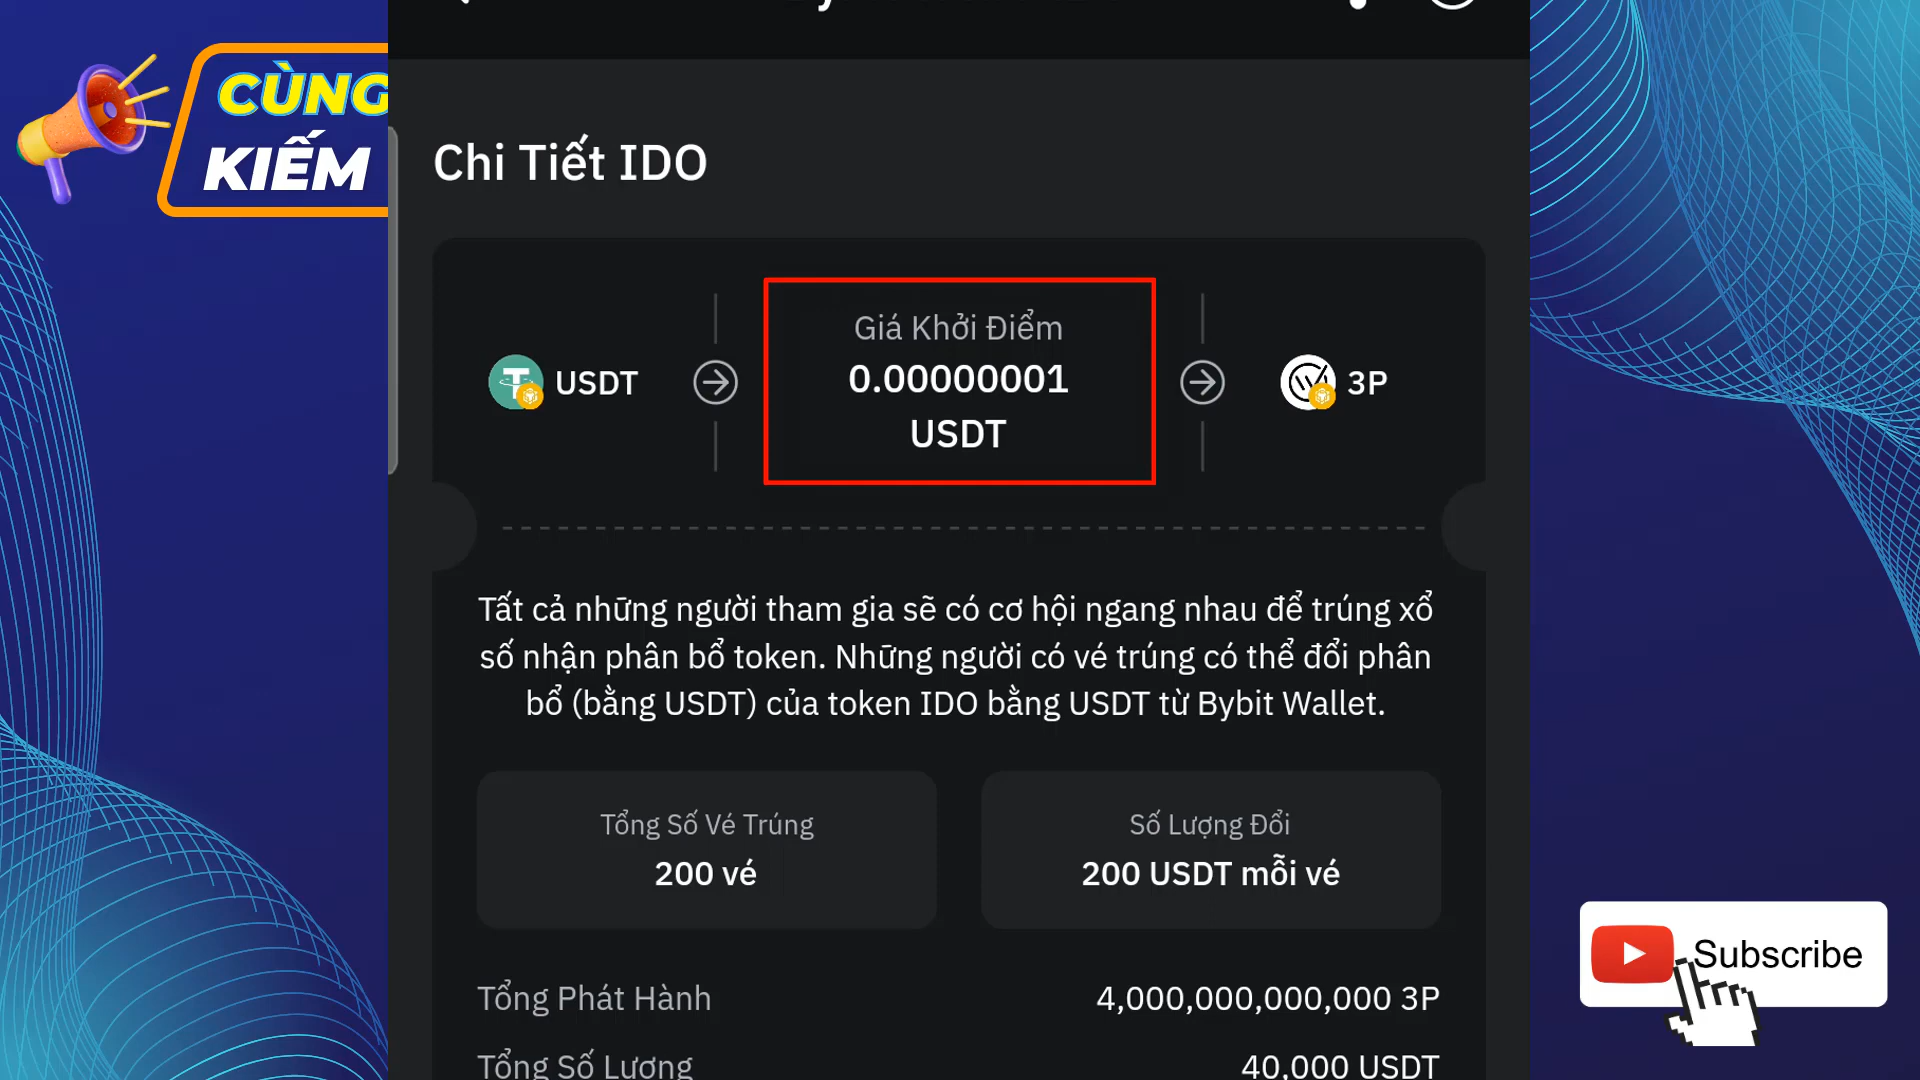 CÙNG
KIẾM
Chi Tiết IDO
Giá Khởi Điểm
USDT
0.00000001
USDT
3P
Tất cả những người tham gia sẽ có cơ hội ngang nhau để trúng xổ
số nhận phân bổ token. Những người có vé trúng có thể đổi phân
bổ (bằng USDT) của token IDO bằng USDT từ Bybit Wallet.
Tổng Số Vé Trúng
200 vé
Số Lượng Đổi
200 USDT mỗi vé
Tổng Phát Hành
4,000,000,000,000 3P
Tổng Số Lượng
40,000 USDT
Subscribe